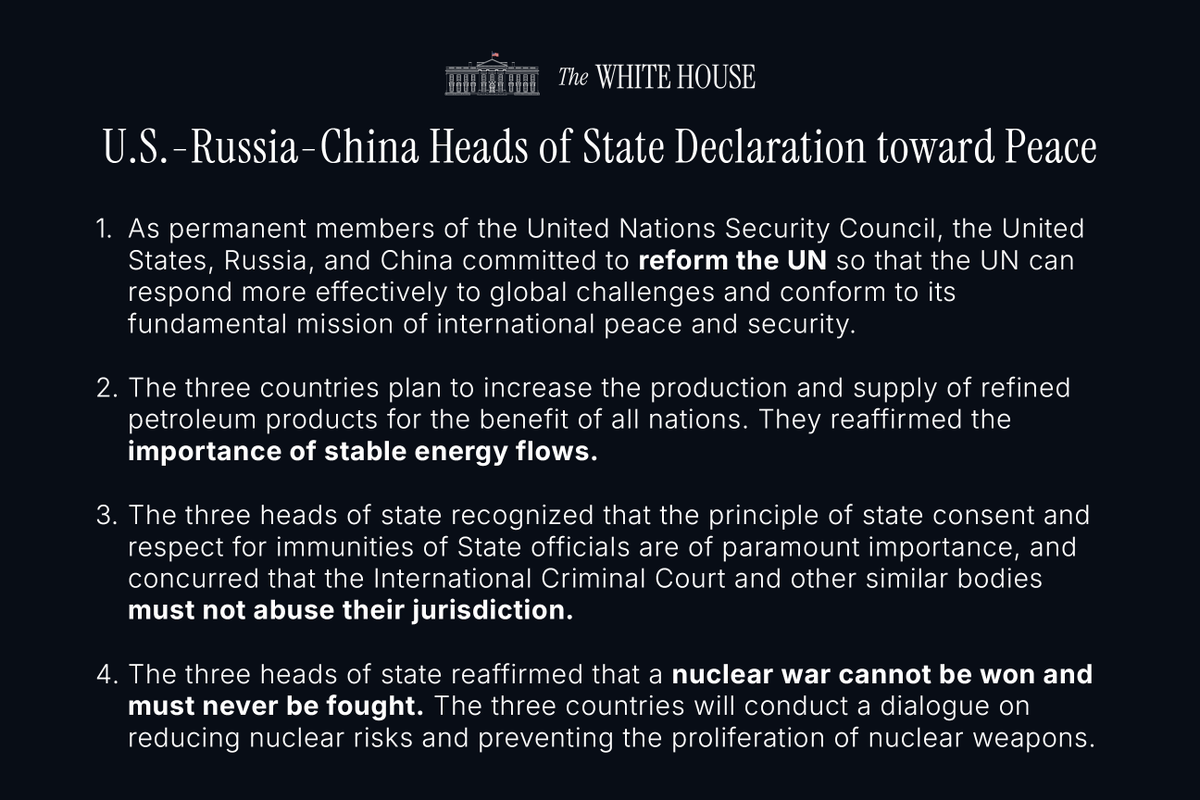 The WHITE HOUSE
U.S.–Russia–China Heads of State Declaration toward Peace
1. As permanent members of the United Nations Security Council, the United
States, Russia, and China committed to reform the UN so that the UN can
respond more effectively to global challenges and conform to its
fundamental mission of international peace and security.
2. The three countries plan to increase the production and supply of refined
petroleum products for the benefit of all nations. They reaffirmed the
importance of stable energy flows.
3. The three heads of state recognized that the principle of state consent and
respect for immunities of State officials are of paramount importance, and
concurred that the International Criminal Court and other similar bodies
must not abuse their jurisdiction.
4. The three heads of state reaffirmed that a nuclear war cannot be won and
must never be fought. The three countries will conduct a dialogue on
reducing nuclear risks and preventing the proliferation of nuclear weapons.